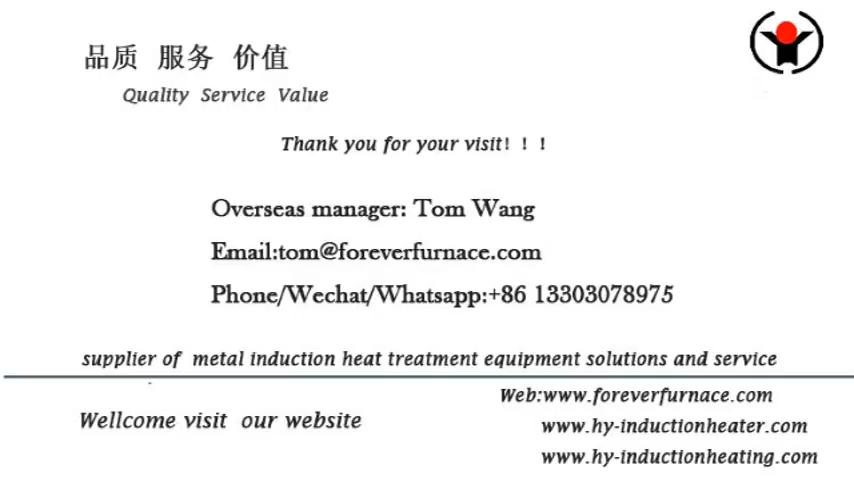 品质 服务 价值
Quality Service Value
Thank you for your visit！！！
Overseas manager: Tom Wang
Email:tom@foreverfurnace.com
Phone/Wechat/Whatsapp:+86 13303078975
supplier of metal induction heat treatment equipment solutions and service
Web:www.foreverfurnace.com
Wellcome visit our website
www.hy-inductionheater.com
www.hy-inductionheating.com